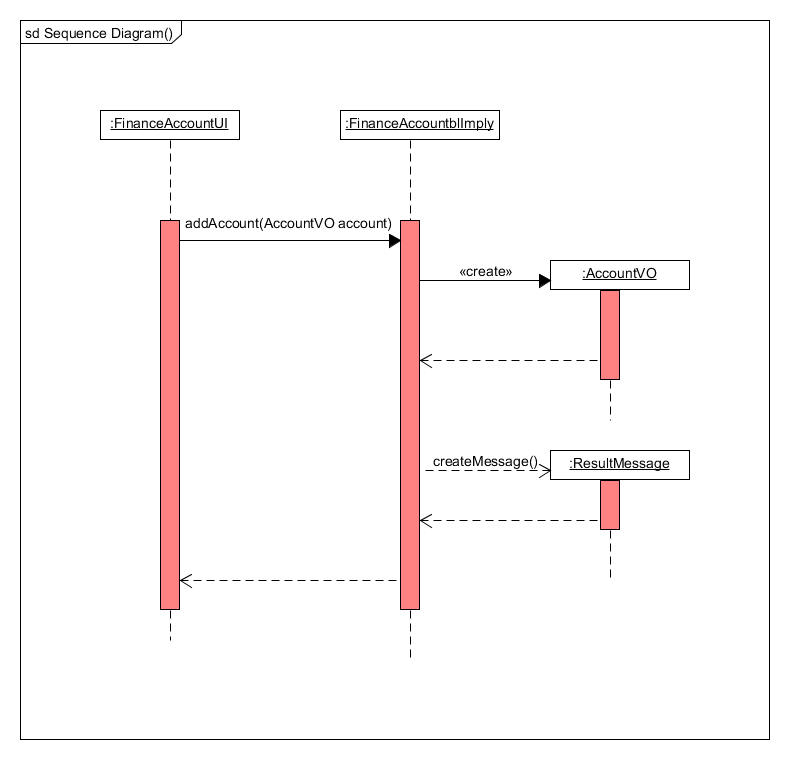 sd Sequence Diagram()
:FinanceAccountUI
:FinanceAccountblImply
addAccount(AccountVO account)
«create»
:AccountVO
createMessage()
:ResultMessage